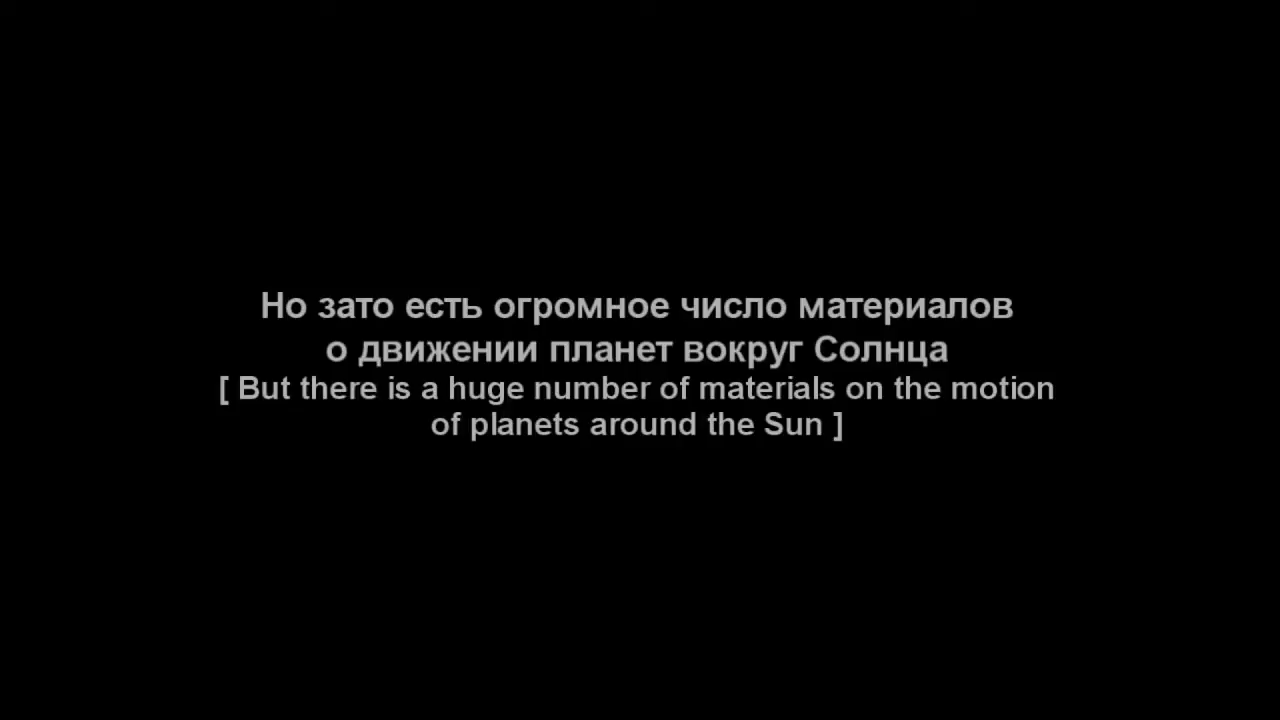 Но зато есть огромное число материалов
о движении планет вокруг Солнца
[ But there is a huge number of materials on the motion
of planets around the Sun ]